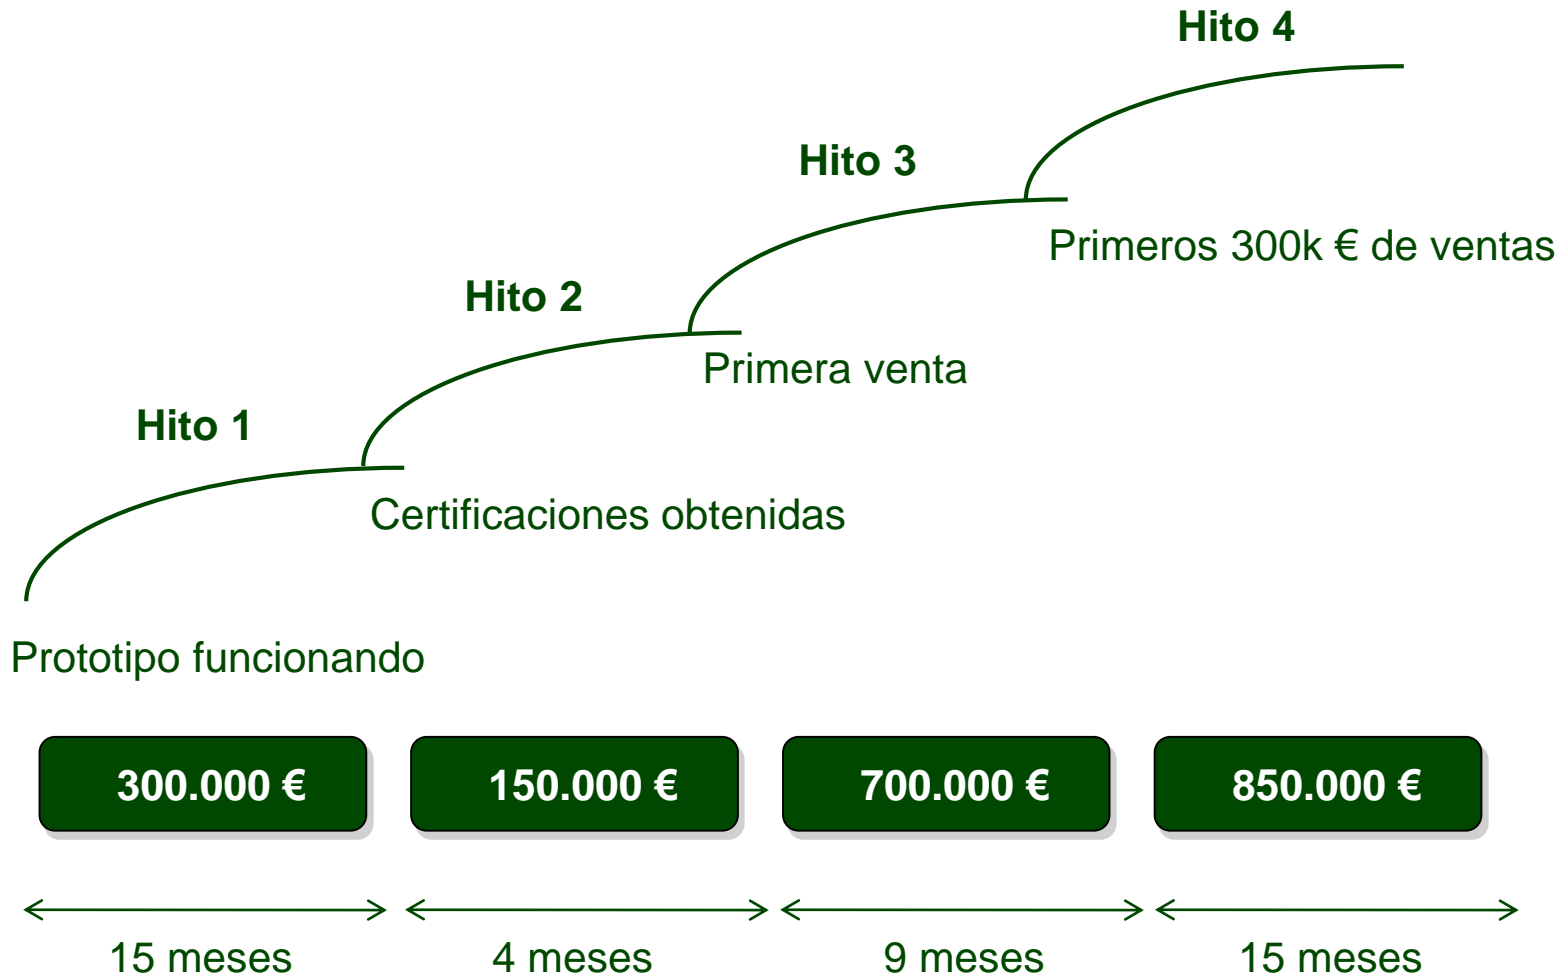 Hito 4
Hito 3
Primeros 300k € de ventas
Hito 2
Primera venta
Hito 1
Certificaciones obtenidas
Prototipo funcionando
300.000 €
150.000 €
700.000 €
850.000 €
15 meses
4 meses
9 meses
15 meses